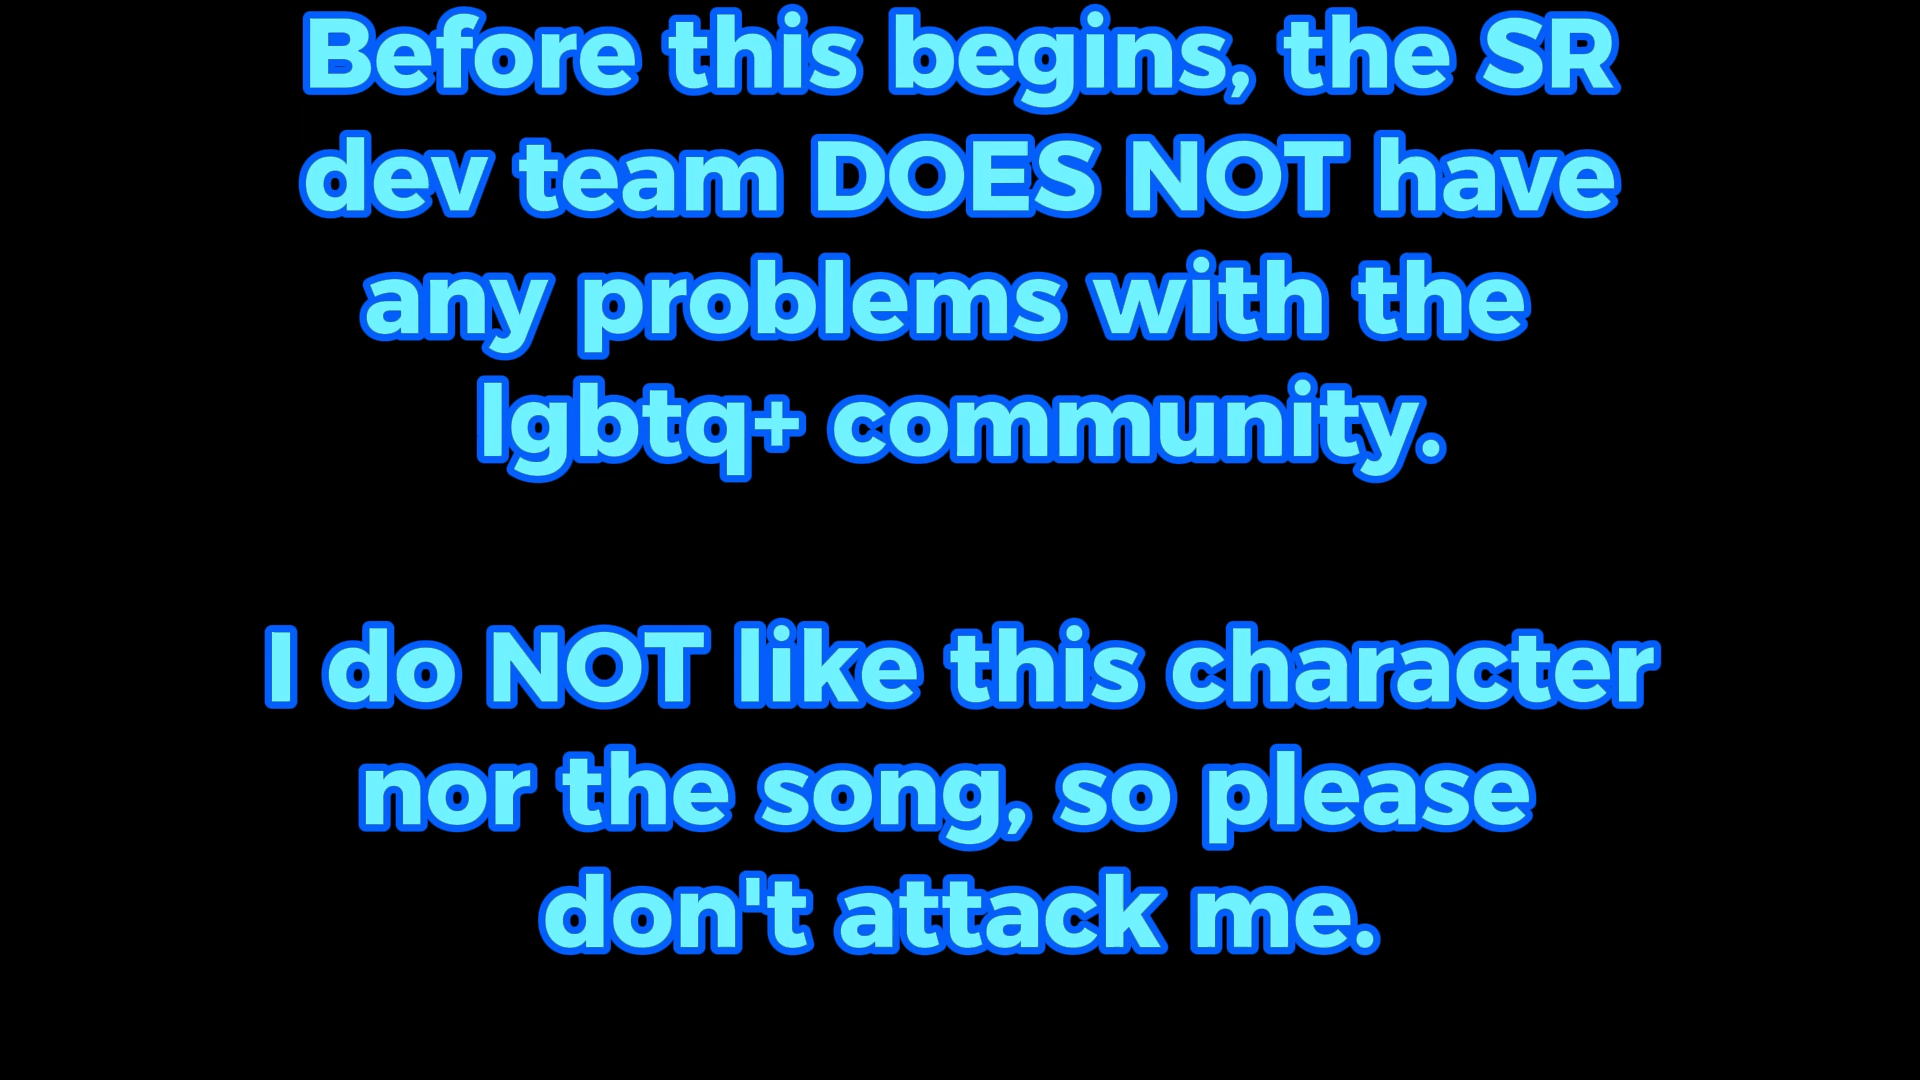 Before this begins, the SR
dev team DOES NOT have
any problems with the
lgbtq+ community.
I do NOT like this character
nor the song, so please
don't attack me.